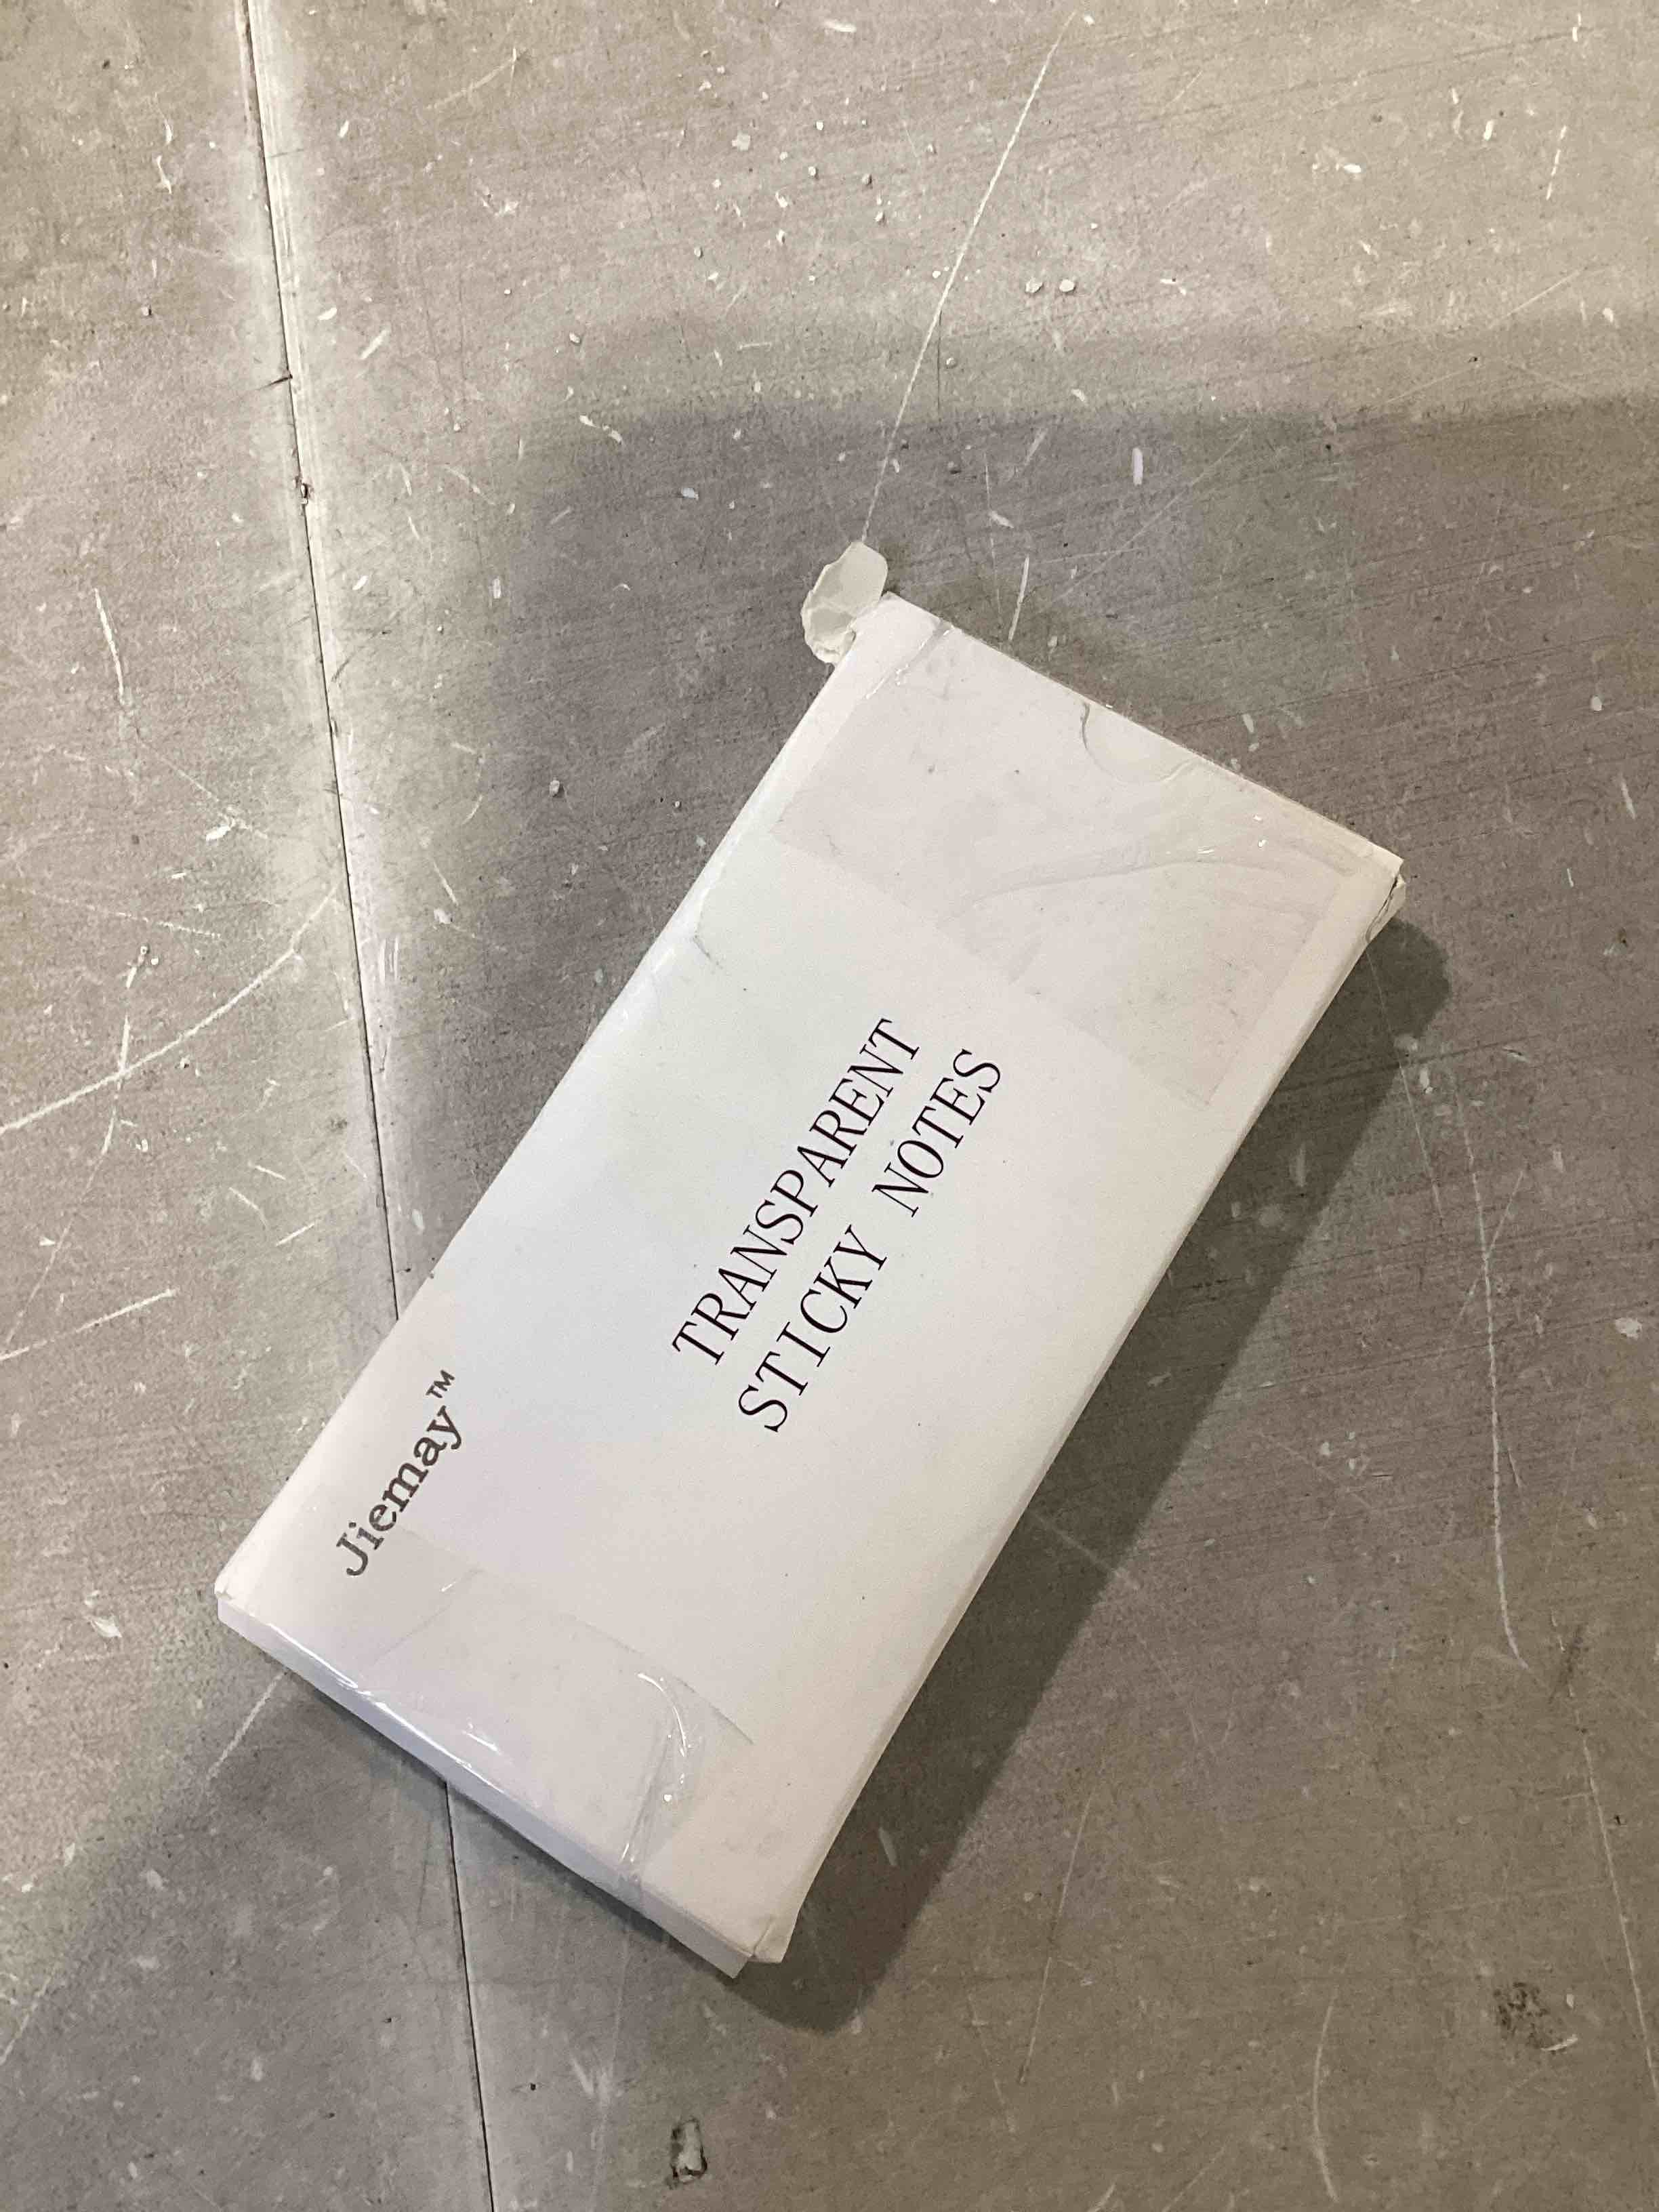 Jiemay™
TRANSPARENT
STICKY NOTES